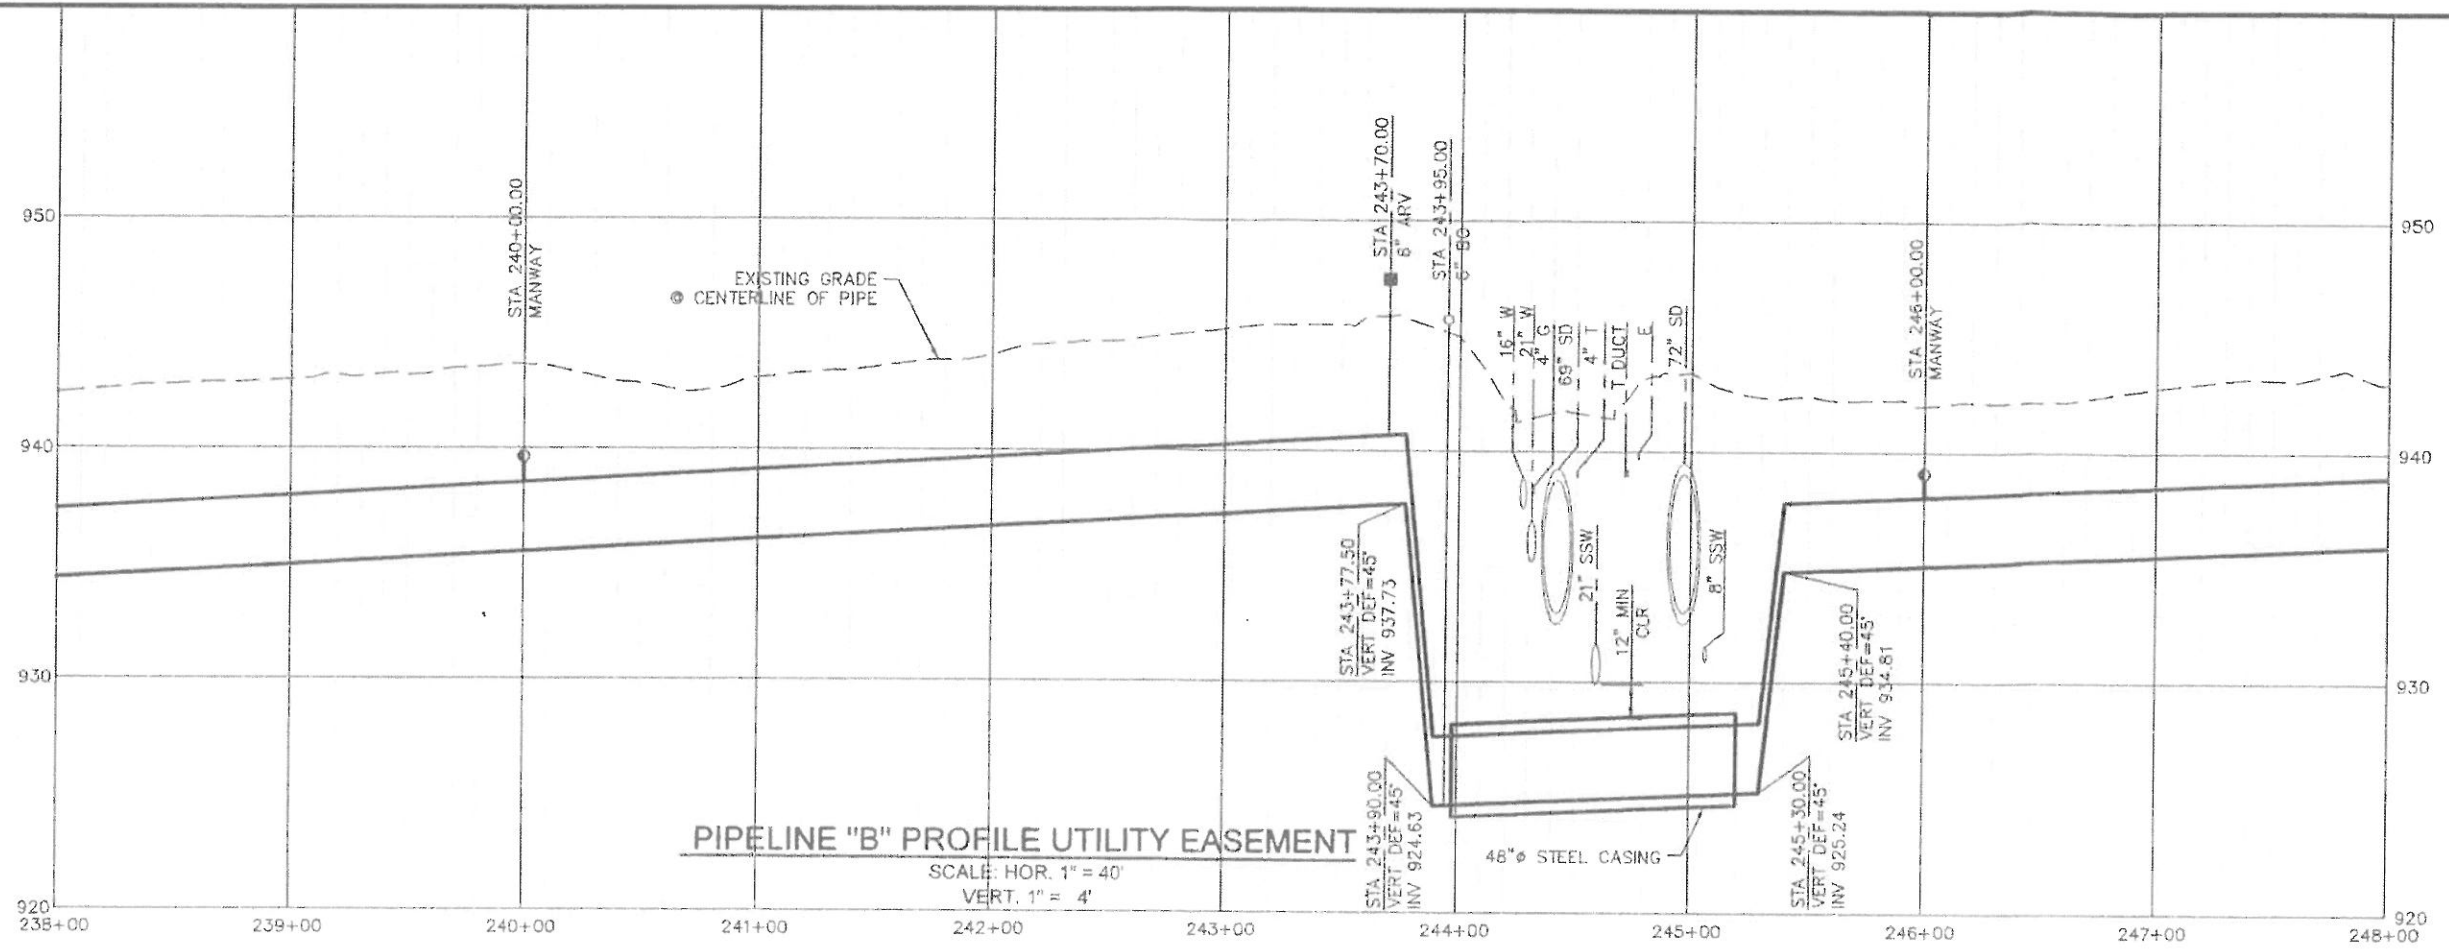 STA 240+00.00
MANWAY
EXISTING GRADE
@ CENTERLINE OF PIPE
STA 243+70.00
ARV
STA 243+95.00
6" BO
16" W
21" W
4" G
69" SD
4" T
T DUCT
E
72" SD
STA 246+00.00
MANWAY
950
950
940
940
930
930
920
920
STA 243+77.50
VERT DEF=45°
INV 937.73
21" SSW
12" MIN
CLR
8" SSW
STA 245+40.00
VERT DEF=45°
INV 934.81
STA 243+90.00
VERT DEF=45°
INV 924.63
48"ø STEEL CASING
STA 245+30.00
VERT DEF=45°
INV 925.24
PIPELINE "B" PROFILE UTILITY EASEMENT
SCALE: HOR. 1" = 40'
VERT. 1" = 4'
238+00
239+00
240+00
241+00
242+00
243+00
244+00
245+00
246+00
247+00
248+00